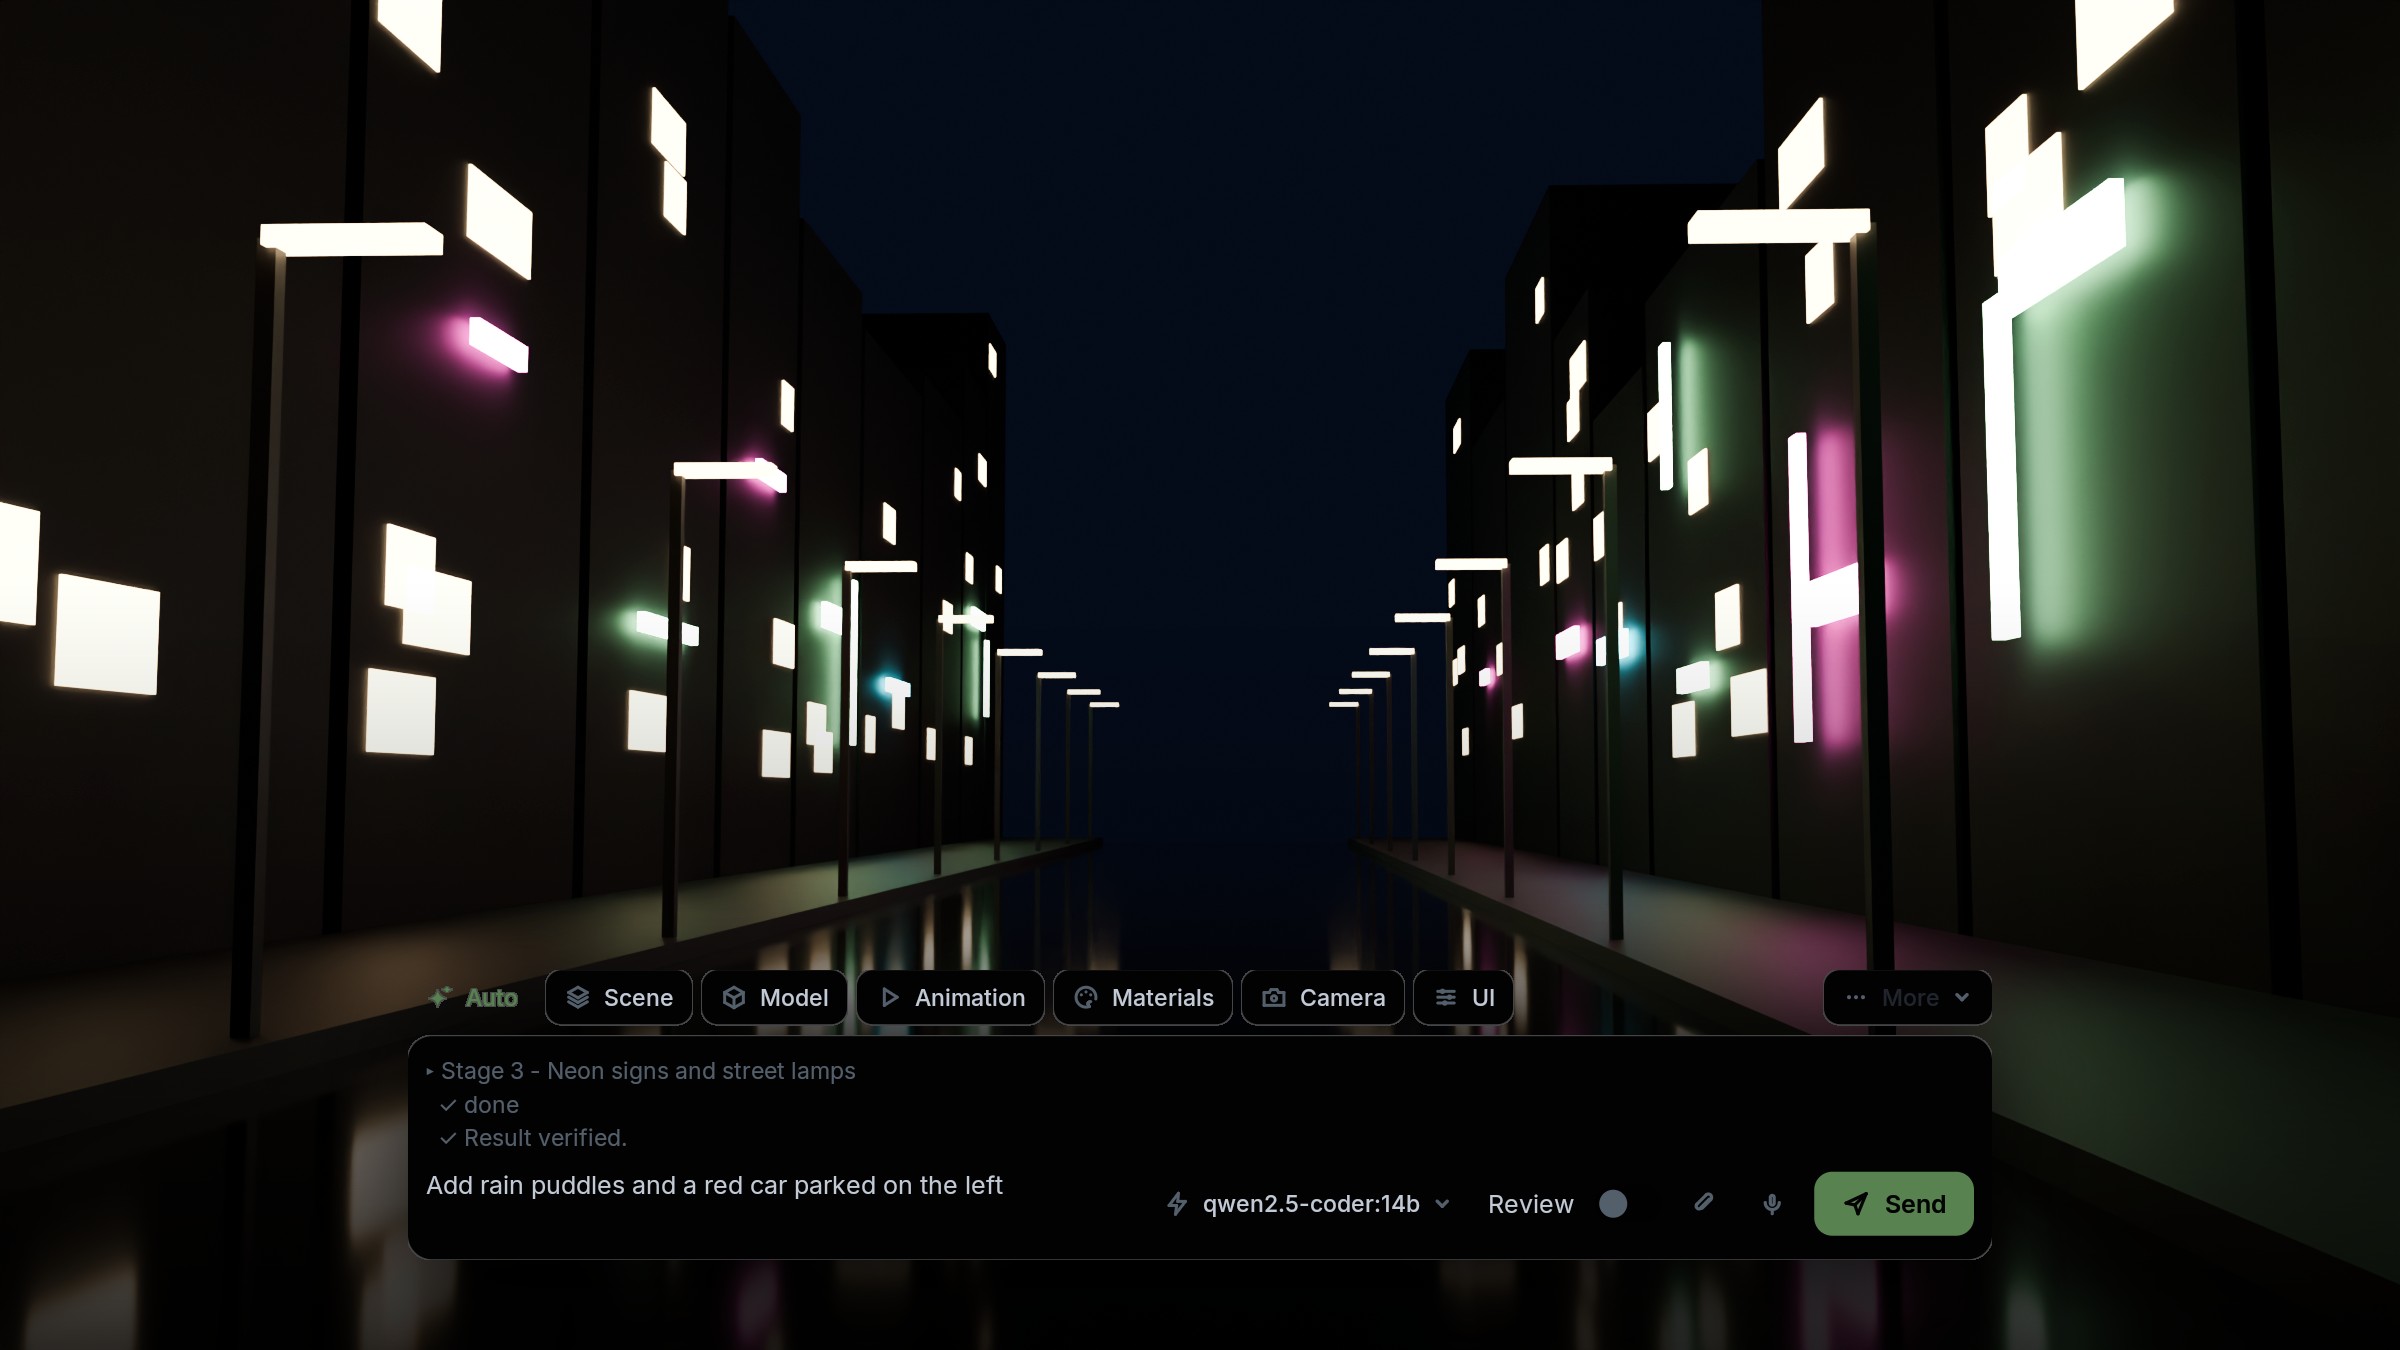 Auto
Scene
Model
Animation
Materials
Camera
UI
More
Stage 3 - Neon signs and street lamps
✓ done
✓ Result verified.
Add rain puddles and a red car parked on the left
qwen2.5-coder:14b
Review
Send